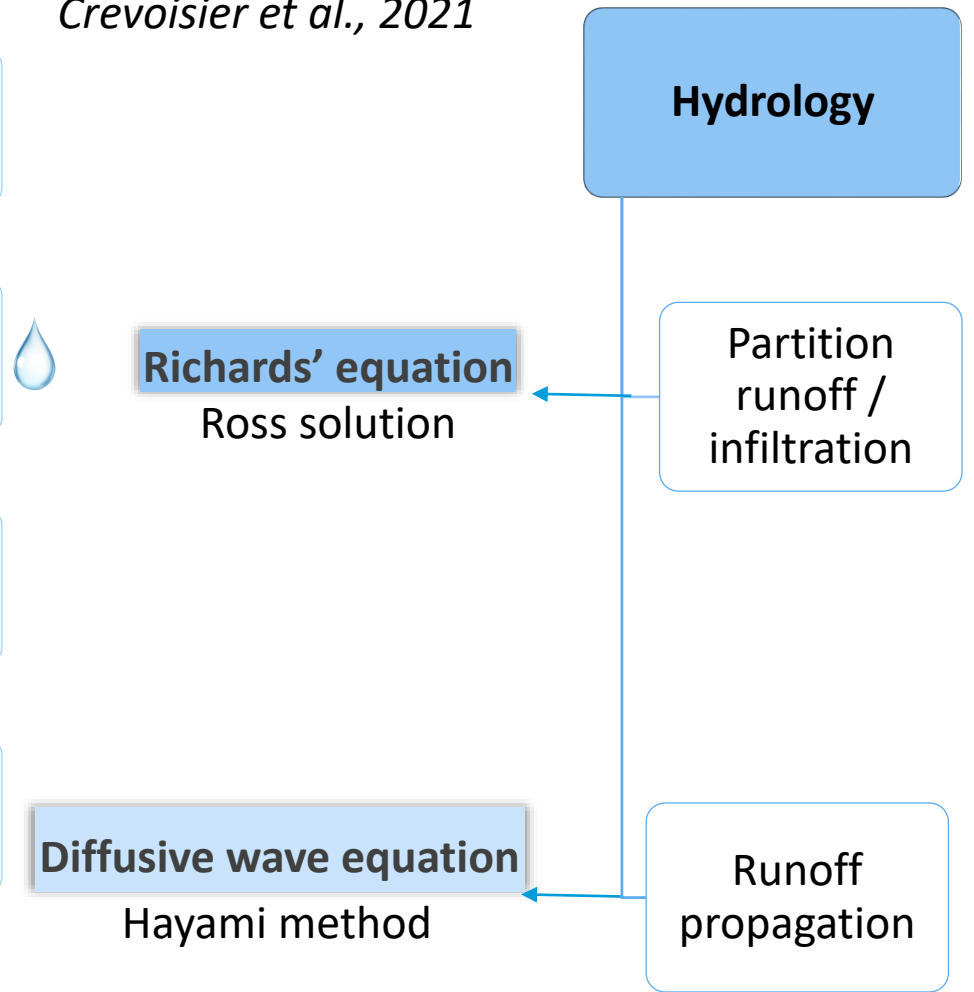 Crevoisier et al., 2021
Hydrology
Richards’ equation
Ross solution
Partition
runoff /
infiltration
Diffusive wave equation
Hayami method
Runoff
propagation